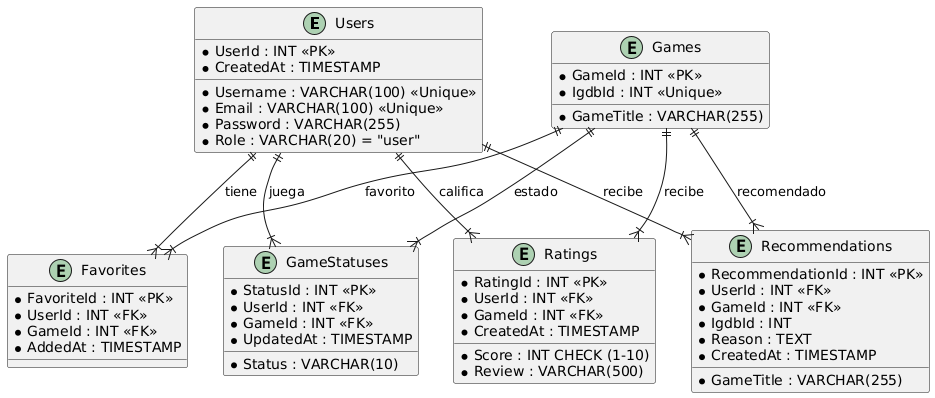 E Users
UserId : INT «PK»
CreatedAt : TIMESTAMP
Username : VARCHAR(100) «Unique»
Email : VARCHAR(100) «Unique»
Password : VARCHAR(255)
Role : VARCHAR(20) = "user"
E Games
GameId : INT «PK»
IgdbId : INT «Unique»
GameTitle : VARCHAR(255)
tiene
juega
favorito
califica
estado
recibe
recibe
recomendado
E Favorites
FavoriteId : INT «PK»
UserId : INT «FK»
GameId : INT «FK»
AddedAt : TIMESTAMP
E GameStatuses
StatusId : INT «PK»
UserId : INT «FK»
GameId : INT «FK»
UpdatedAt : TIMESTAMP
Status : VARCHAR(10)
E Ratings
RatingId : INT «PK»
UserId : INT «FK»
GameId : INT «FK»
CreatedAt : TIMESTAMP
Score : INT CHECK (1-10)
Review : VARCHAR(500)
E Recommendations
RecommendationId : INT «PK»
UserId : INT «FK»
GameId : INT «FK»
IgdbId : INT
Reason : TEXT
CreatedAt : TIMESTAMP
GameTitle : VARCHAR(255)